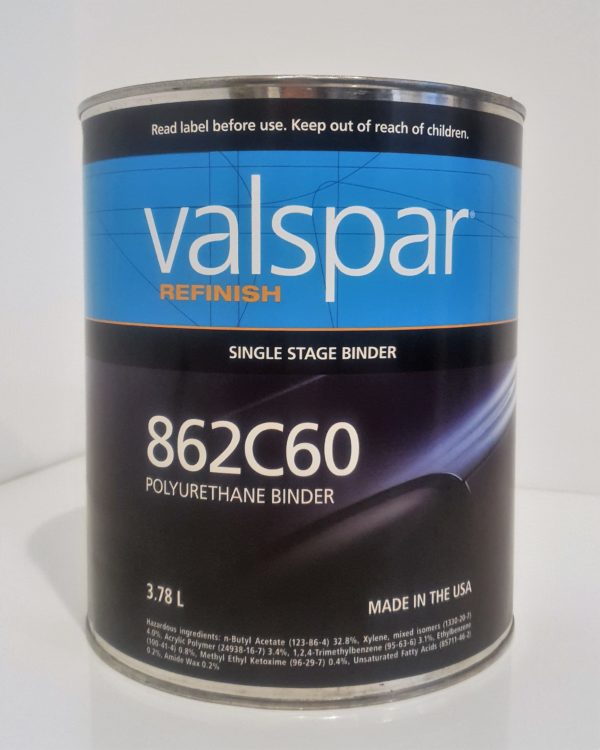 Read label before use. Keep out of reach of children.
valspar®
REFINISH
SINGLE STAGE BINDER
862C60
POLYURETHANE BINDER
3.78 L
MADE IN THE USA
Hazardous ingredients: n-Butyl Acetate (123-86-4) 32.8%, Xylene, mixed isomers (1330-20-7)
4.0%, Acrylic Polymer (24938-16-7) 3.4%, 1,2,4-Trimethylbenzene (95-63-6) 3.1%, Ethylbenzene
(100-41-4) 0.8%, Methyl Ethyl Ketoxime (96-29-7) 0.4%, Unsaturated Fatty Acids (85711-46-2)
0.2%, Amide Wax 0.2%